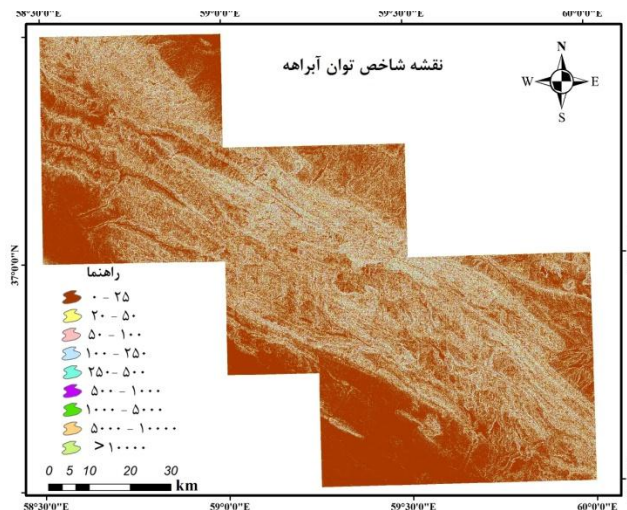 58°30'0"E 59°0'0"E 59°30'0"E 60°0'0"E
نقشه شاخص توان آبراهه
N
W E
S
37°0'0"N
راهنما
۰ - ۲۵
۲۰ - ۵۰
۵۰ - ۱۰۰
۱۰۰ - ۲۵۰
۲۵۰ - ۵۰۰
۵۰۰ - ۱۰۰۰
۱۰۰۰ - ۵۰۰۰
۵۰۰۰ - ۱۰۰۰۰
>۱۰۰۰۰
0 5 10 20 30
km
58°30'0"E 59°0'0"E 59°30'0"E 60°0'0"E